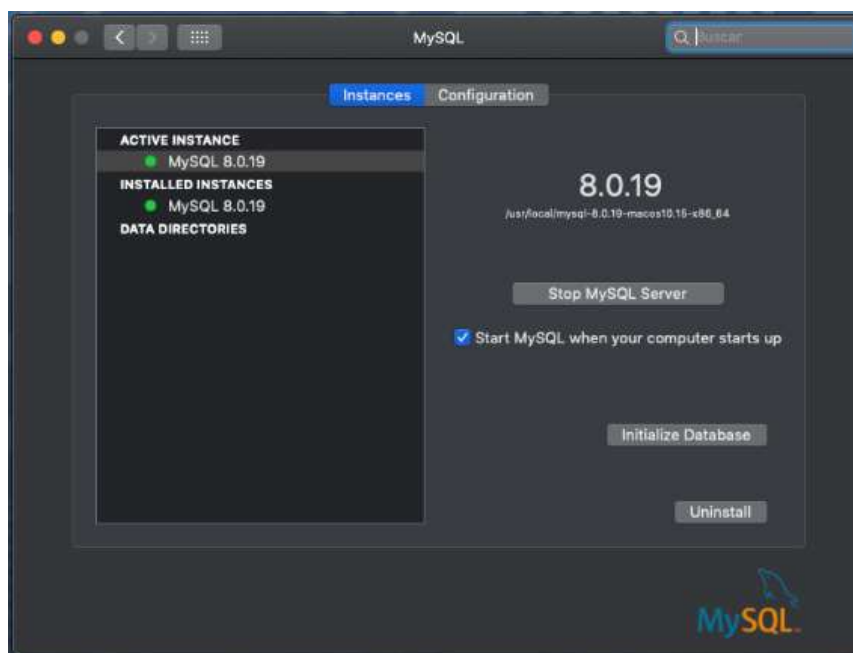 MySQL
Buscar
Instances Configuration
ACTIVE INSTANCE
MySQL 8.0.19
INSTALLED INSTANCES
MySQL 8.0.19
DATA DIRECTORIES
8.0.19
/usr/local/mysql-8.0.19-macos10.15-x86_64
Stop MySQL Server
Start MySQL when your computer starts up
Initialize Database
Uninstall
MySQL™